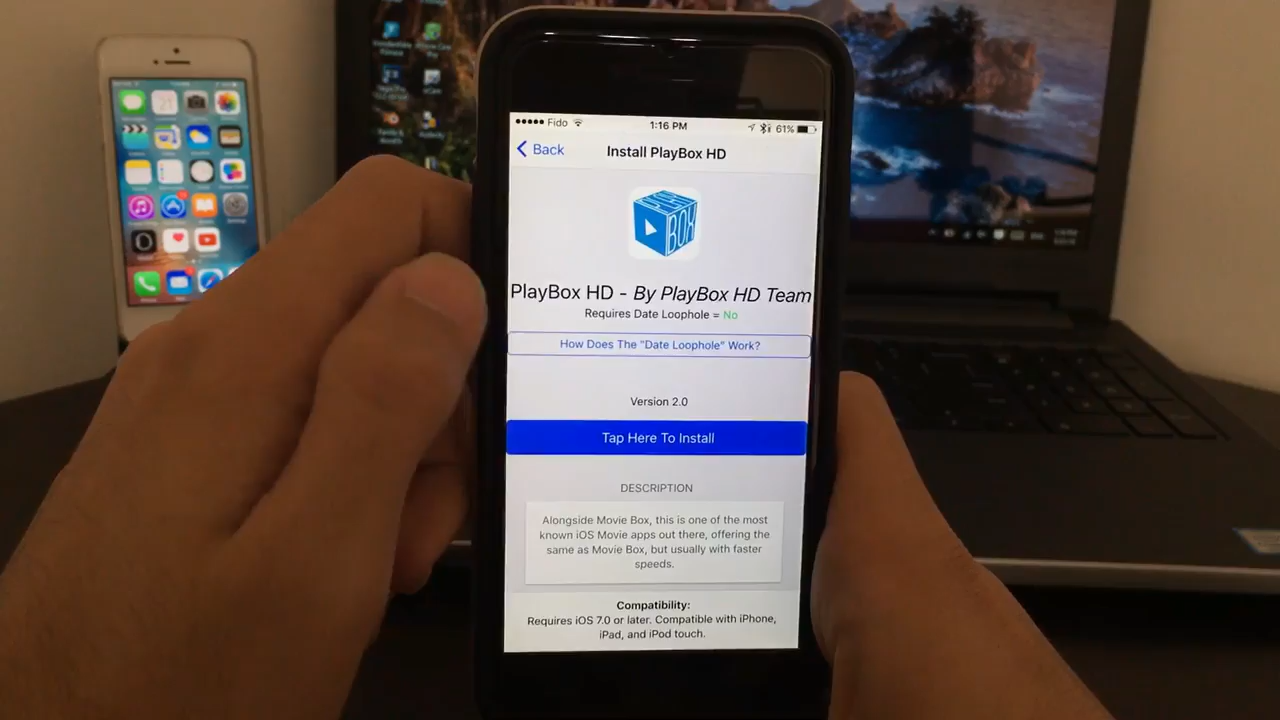 ●●●●● Fido
1:16 PM
61%
Back
Install PlayBox HD
PLAY
BOX
PlayBox HD - By PlayBox HD Team
Requires Date Loophole = No
How Does The "Date Loophole" Work?
Version 2.0
Tap Here To Install
DESCRIPTION
Alongside Movie Box, this is one of the most
known iOS Movie apps out there, offering the
same as Movie Box, but usually with faster
speeds.
Compatibility:
Requires iOS 7.0 or later. Compatible with iPhone,
iPad, and iPod touch.